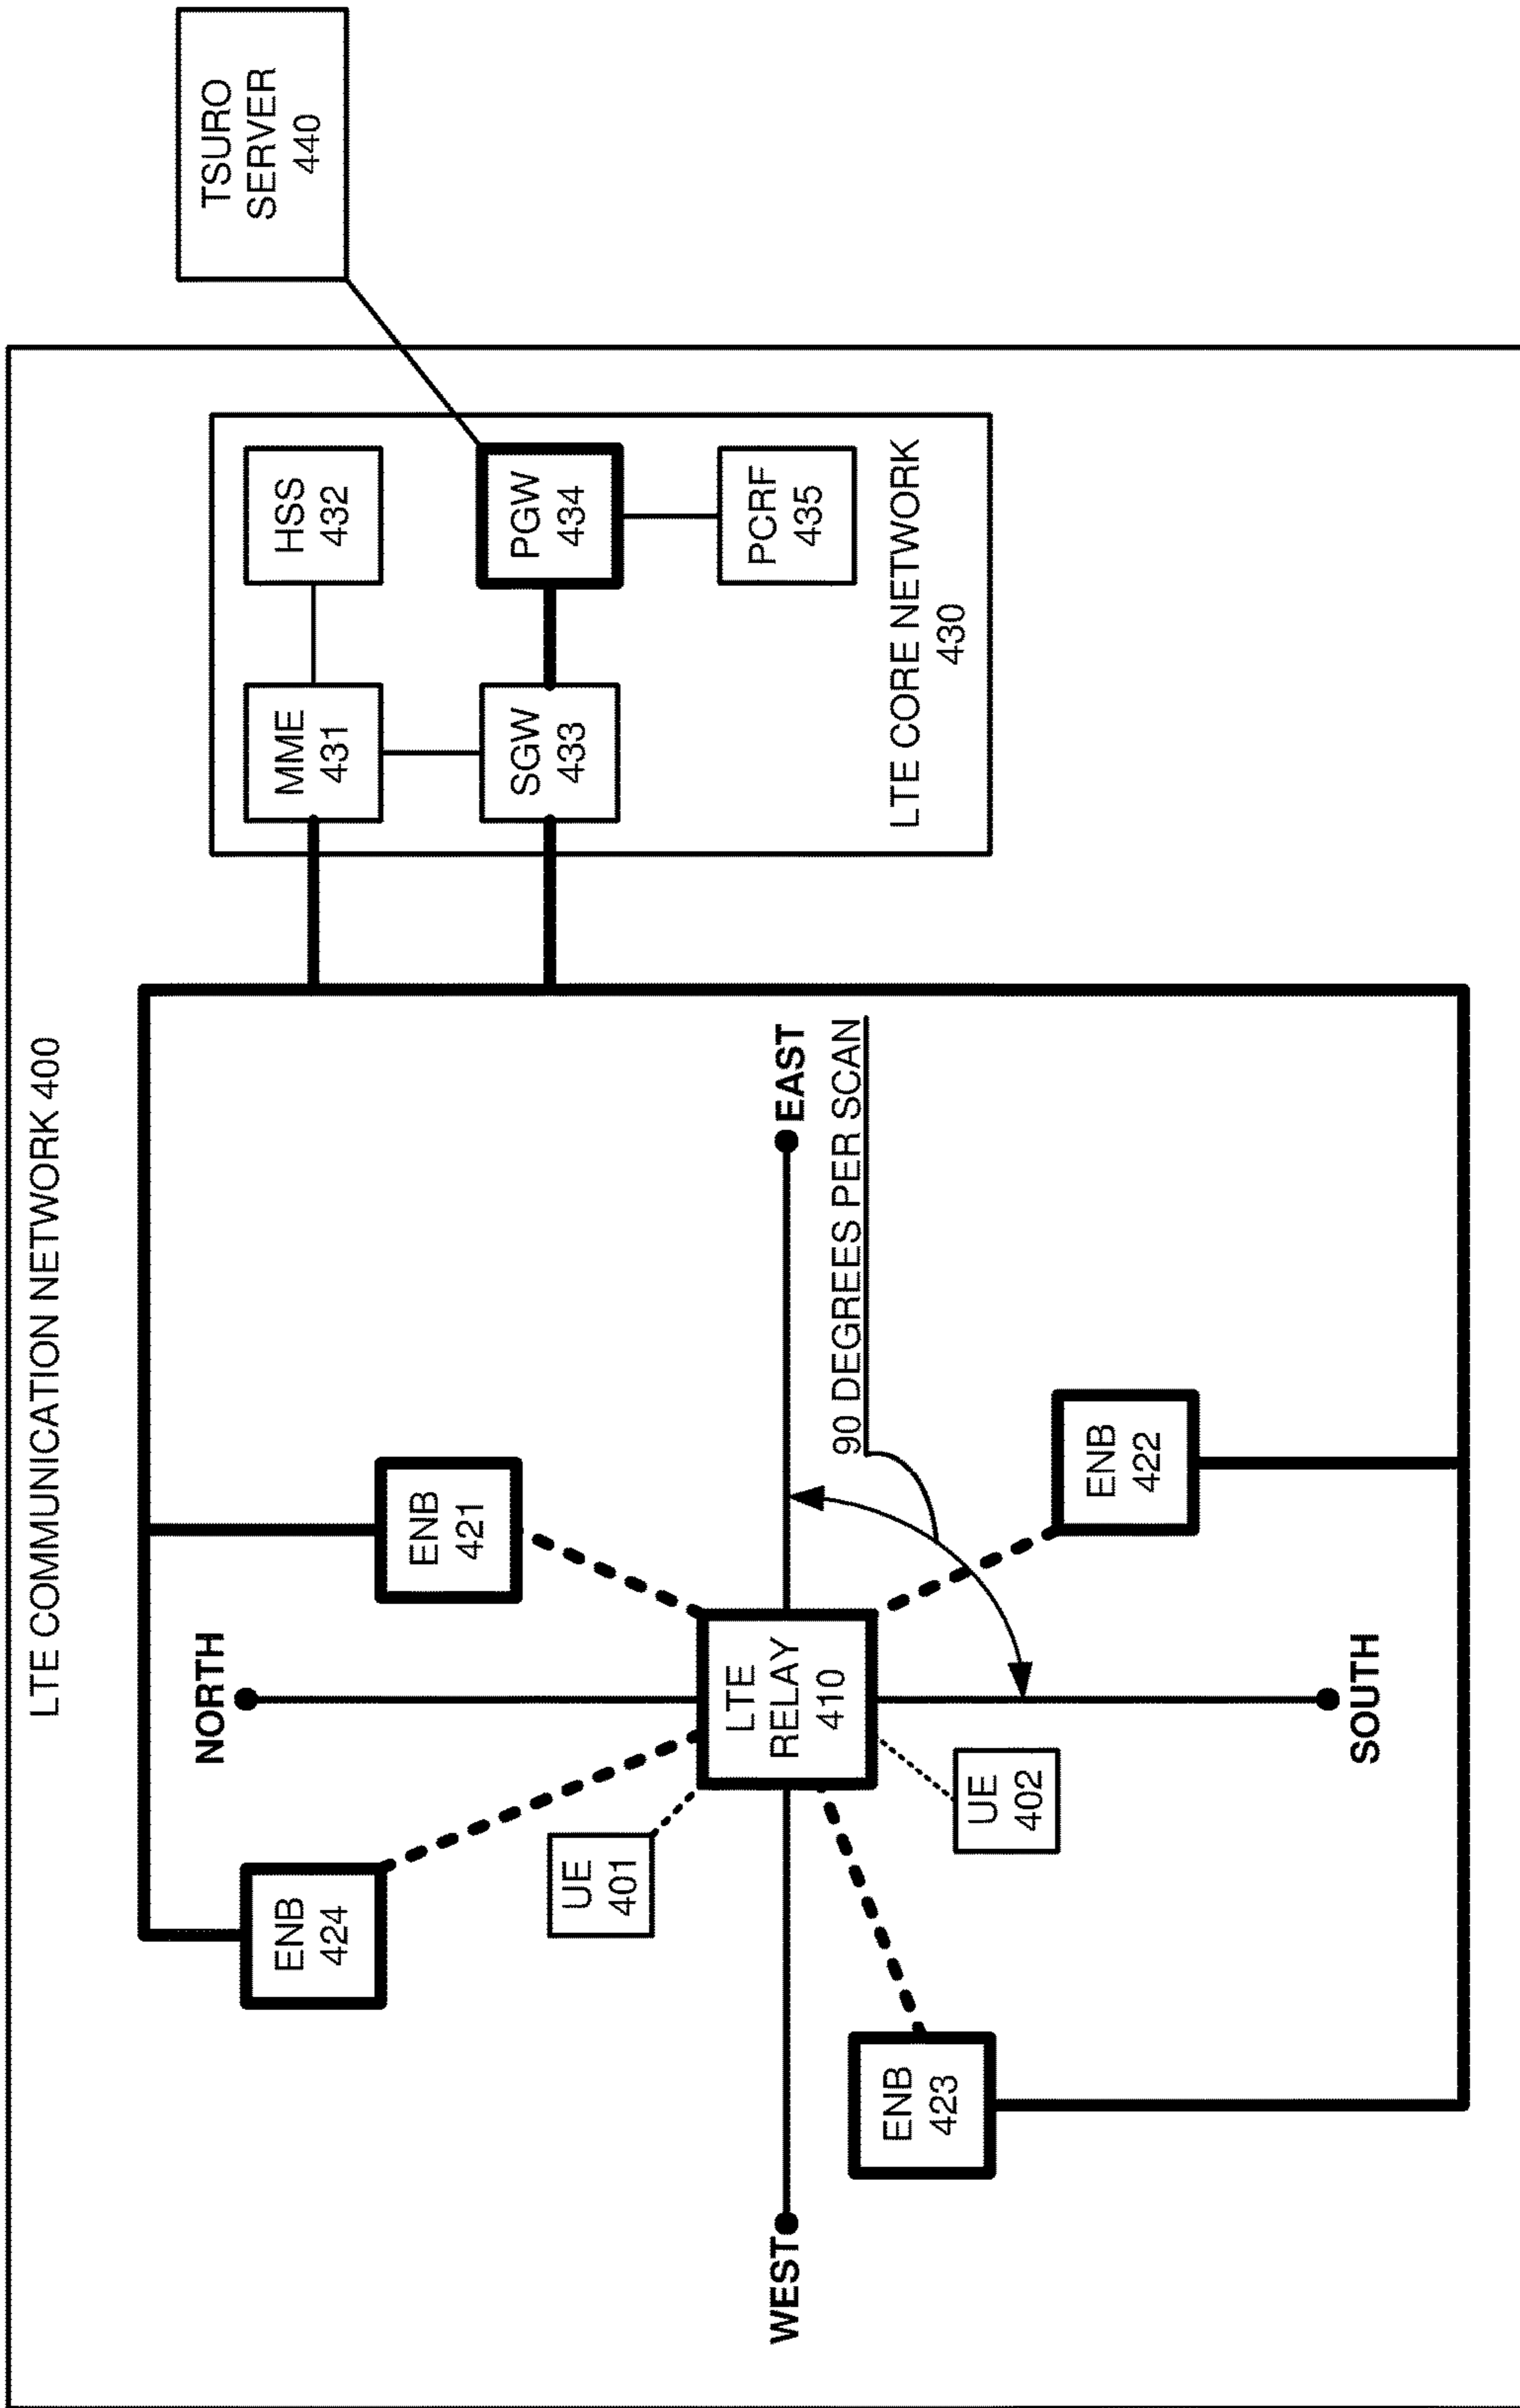 LTE COMMUNICATION NETWORK 400
TSURO
SERVER
440
NORTH
ENB
424
ENB
421
MME
431
HSS
432
UE
401
SGW
433
PGW
434
LTE
RELAY
410
WEST
EAST
90 DEGREES PER SCAN
PCRF
435
ENB
423
UE
402
ENB
422
LTE CORE NETWORK
430
SOUTH